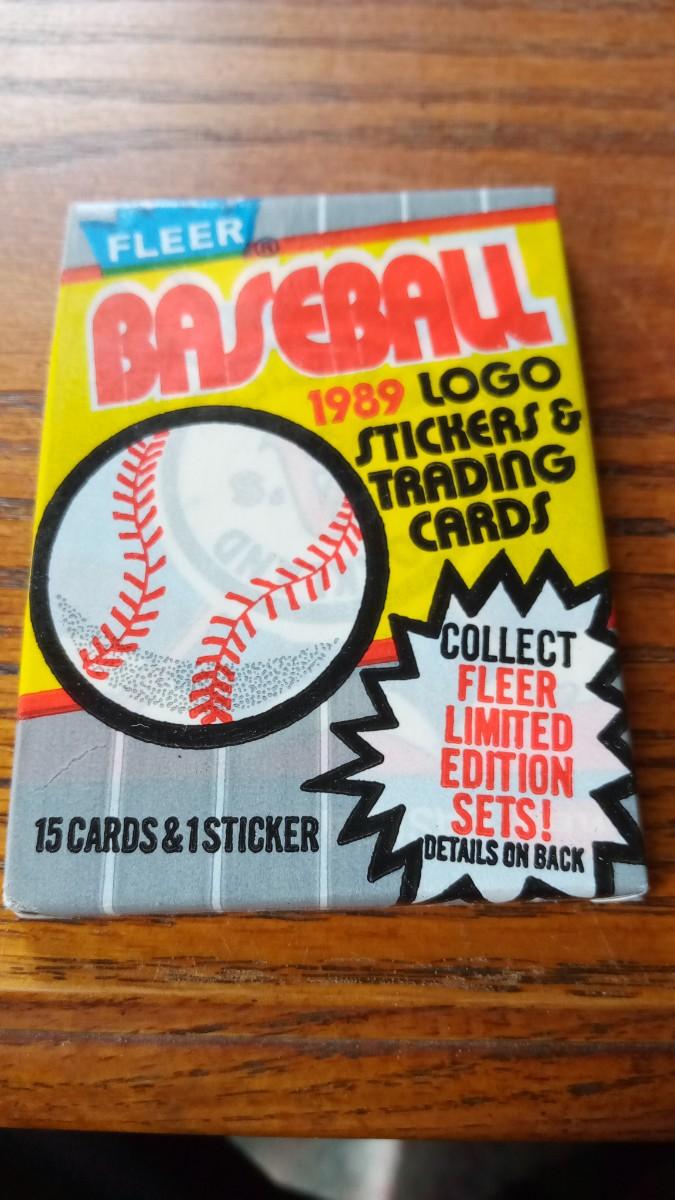 FLEER®
BASEBALL
1989 LOGO
STICKERS &
TRADING
CARDS
COLLECT
FLEER
LIMITED
EDITION
SETS!
DETAILS ON BACK
15 CARDS & 1 STICKER